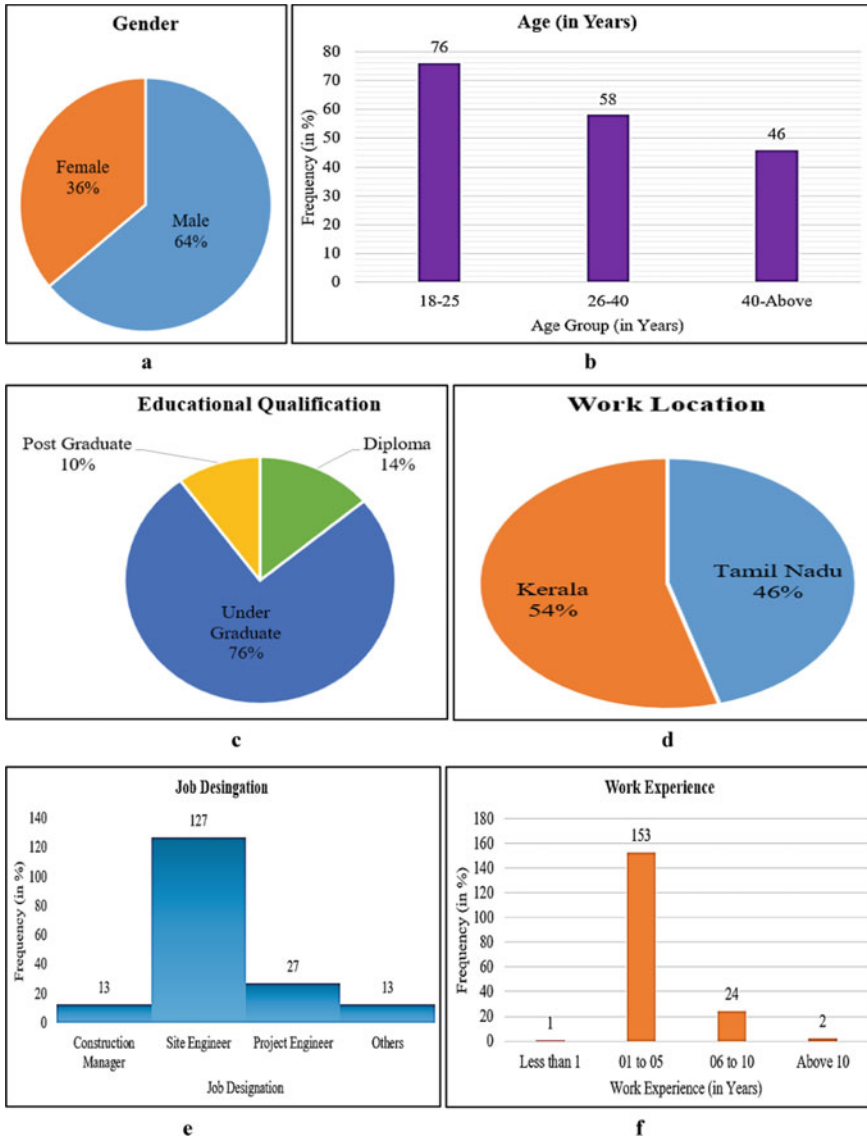 Gender
Female
36%
Male
64%
a
Age (in Years)
Frequency (in %)
80
70
60
50
40
30
20
10
0
76
58
46
18-25
26-40
40-Above
Age Group (in Years)
b
Educational Qualification
Post Graduate
10%
Diploma
14%
Under
Graduate
76%
c
Work Location
Kerala
54%
Tamil Nadu
46%
d
Job Desingation
Frequency (in %)
140
120
100
80
60
40
20
0
13
127
27
13
Construction
Manager
Site Engineer
Project Engineer
Others
Job Designation
e
Work Experience
Frequency (in %)
180
160
140
120
100
80
60
40
20
0
1
153
24
2
Less than 1
01 to 05
06 to 10
Above 10
Work Experience (in Years)
f